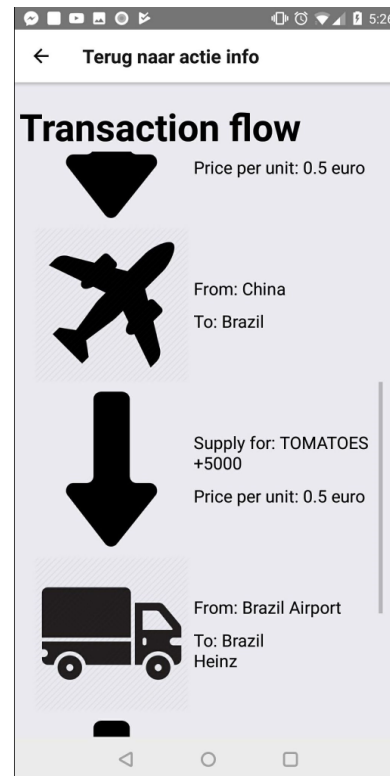 5:26
Terug naar actie info
Transaction flow
Price per unit: 0.5 euro
From: China
To: Brazil
Supply for: TOMATOES
+5000
Price per unit: 0.5 euro
From: Brazil Airport
To: Brazil
Heinz